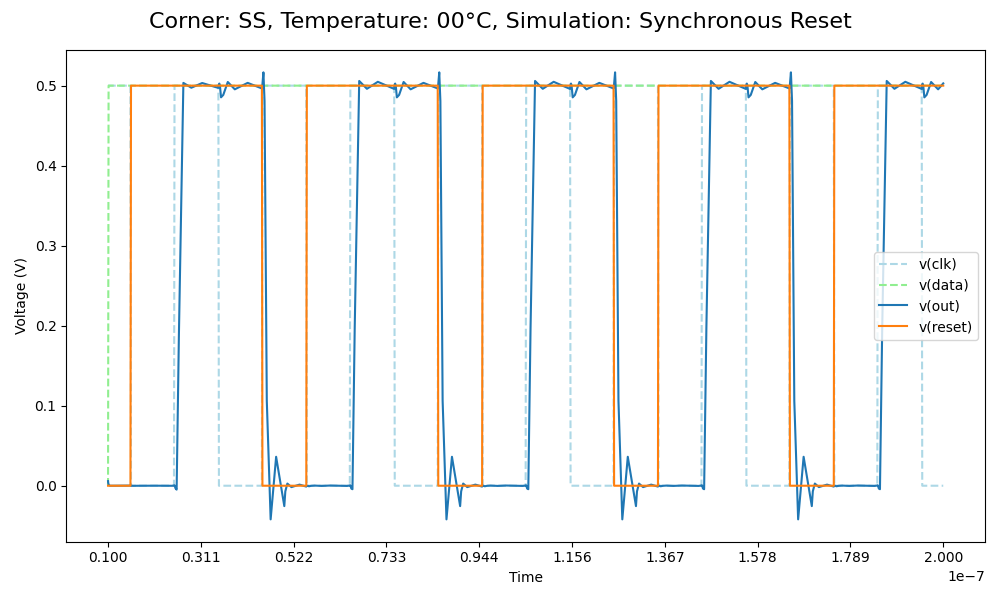 Corner: SS, Temperature: 00°C, Simulation: Synchronous Reset
Voltage (V)
0.5
0.4
0.3
0.2
0.1
0.0
v(clk)
v(data)
v(out)
v(reset)
0.100 0.311 0.522 0.733 0.944 1.156 1.367 1.578 1.789 2.000
Time
1e−7